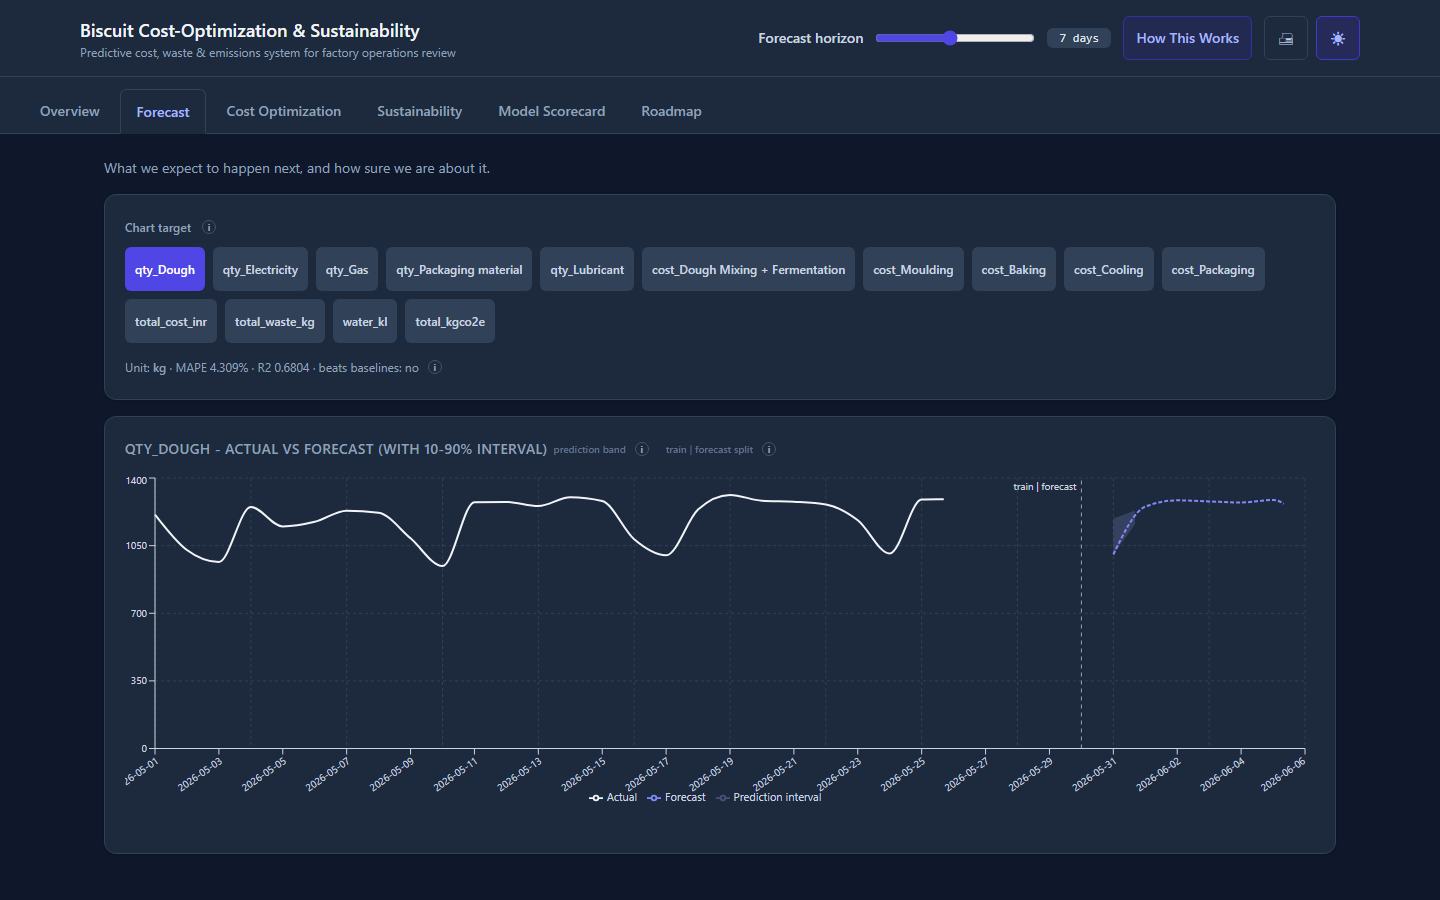 Biscuit Cost-Optimization & Sustainability
Predictive cost, waste & emissions system for factory operations review
Forecast horizon
7 days
How This Works
Overview
Forecast
Cost Optimization
Sustainability
Model Scorecard
Roadmap
What we expect to happen next, and how sure we are about it.
Chart target i
qty_Dough
qty_Electricity
qty_Gas
qty_Packaging material
qty_Lubricant
cost_Dough Mixing + Fermentation
cost_Moulding
cost_Baking
cost_Cooling
cost_Packaging
total_cost_inr
total_waste_kg
water_kl
total_kgco2e
Unit: kg · MAPE 4.309% · R2 0.6804 · beats baselines: no i
QTY_DOUGH - ACTUAL VS FORECAST (WITH 10-90% INTERVAL) prediction band i train | forecast split i
1400
1050
700
350
0
train | forecast
26-05-01
2026-05-03
2026-05-05
2026-05-07
2026-05-09
2026-05-11
2026-05-13
2026-05-15
2026-05-17
2026-05-19
2026-05-21
2026-05-23
2026-05-25
2026-05-27
2026-05-29
2026-05-31
2026-06-02
2026-06-04
2026-06-06
Actual
Forecast
Prediction interval